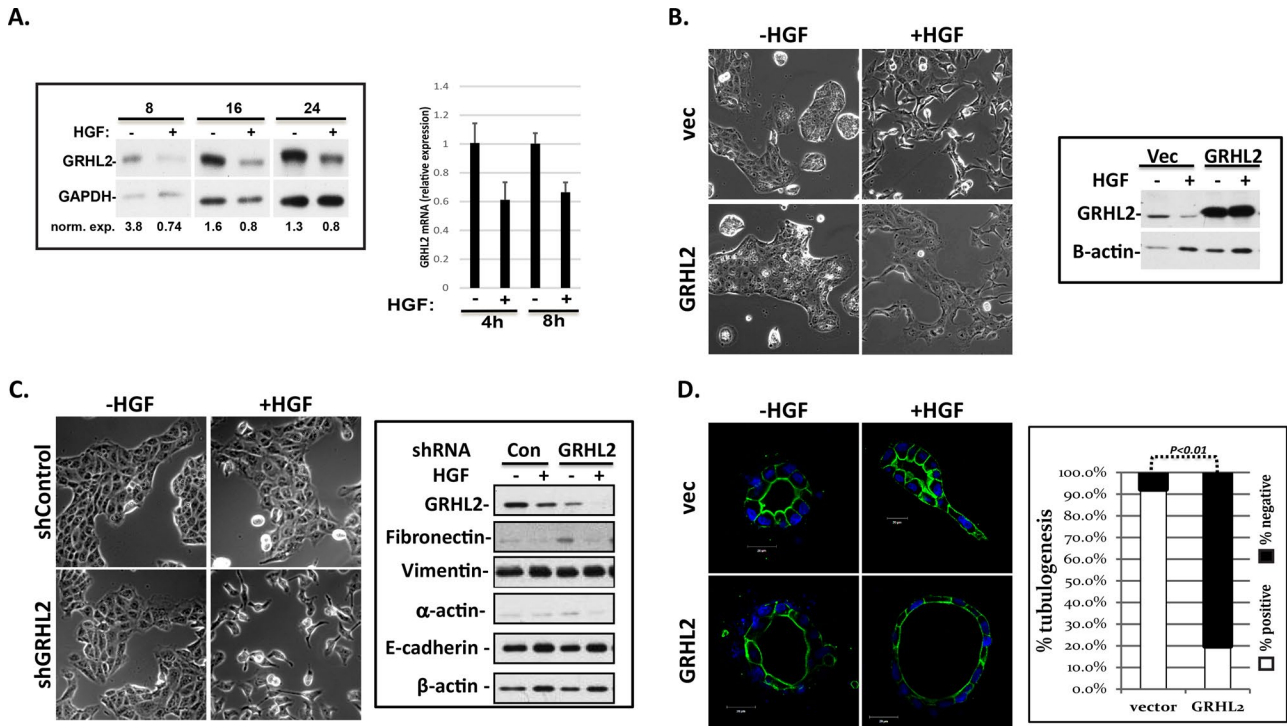 A.
8 16 24
HGF: - + - + - +
GRHL2-
GAPDH-
norm. exp. 3.8 0.74 1.6 0.8 1.3 0.8
GRHL2 mRNA (relative expression)
1.4
1.2
1
0.8
0.6
0.4
0.2
0
HGF: - + - +
4h 8h
B.
-HGF +HGF
vec
GRHL2
Vec GRHL2
- + - +
HGF
GRHL2-
B-actin-
C.
-HGF +HGF
shControl
shGRHL2
shRNA Con GRHL2
HGF - + - +
GRHL2-
Fibronectin-
Vimentin-
α-actin-
E-cadherin -
β-actin -
D.
-HGF +HGF
vec
GRHL2
P<0.01
% tubulogenesis
100.0%
90.0%
80.0%
70.0%
60.0%
50.0%
40.0%
30.0%
20.0%
10.0%
0.0%
vector GRHL2
% negative
% positive